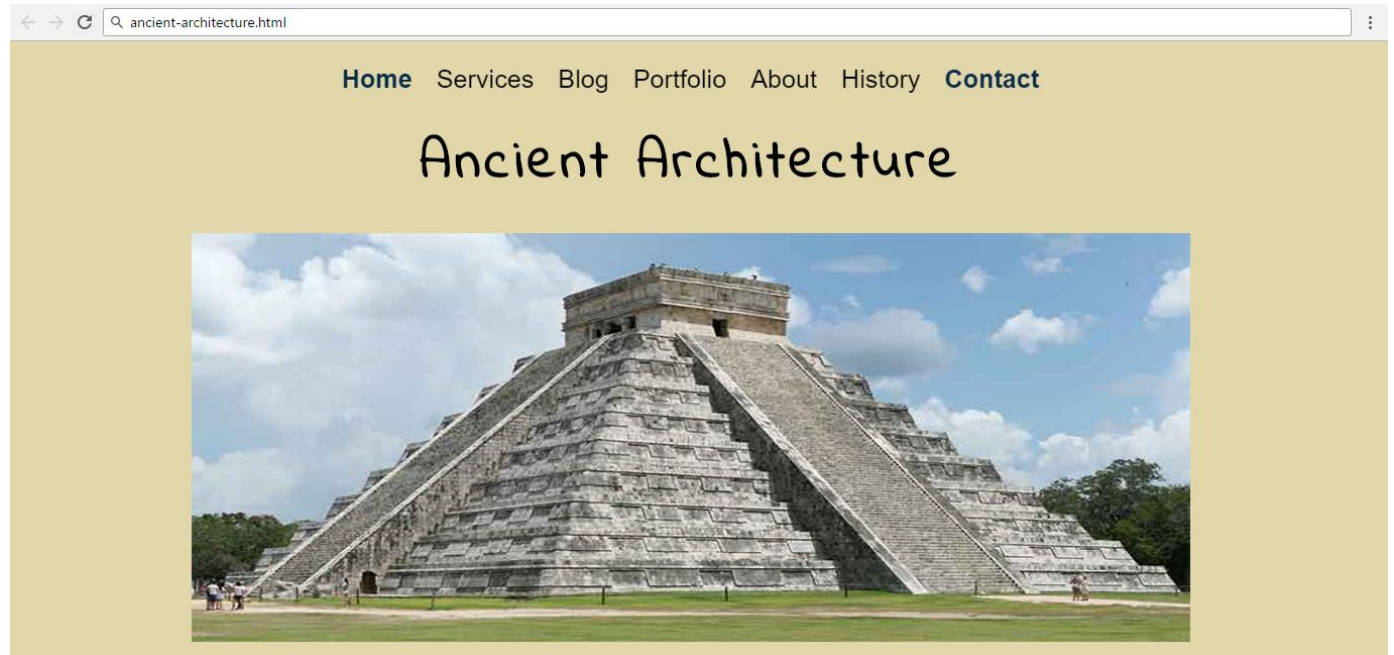 ancient-architecture.html
Home Services Blog Portfolio About History Contact
Ancient Architecture